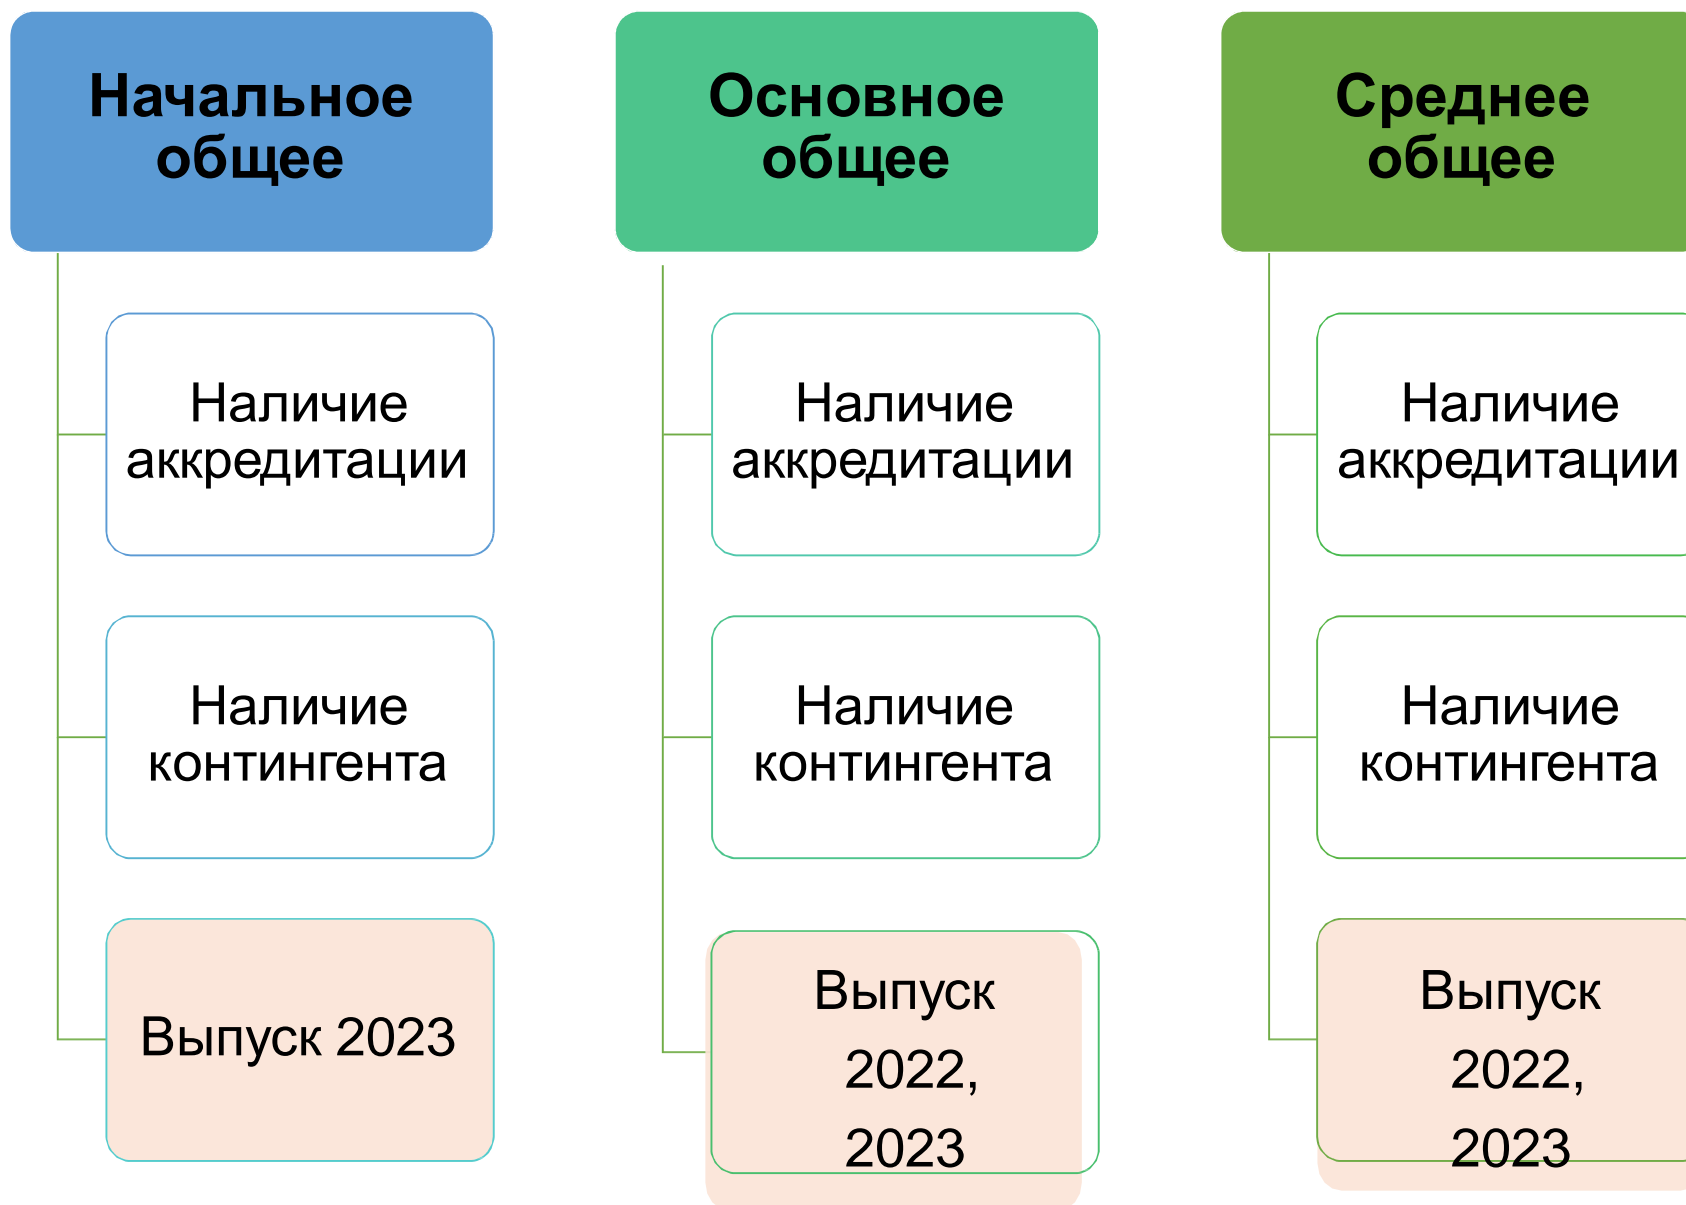 Начальное
общее
Наличие
аккредитации
Наличие
контингента
Выпуск 2023
Основное
общее
Наличие
аккредитации
Наличие
контингента
Выпуск
2022,
2023
Среднее
общее
Наличие
аккредитации
Наличие
контингента
Выпуск
2022,
2023